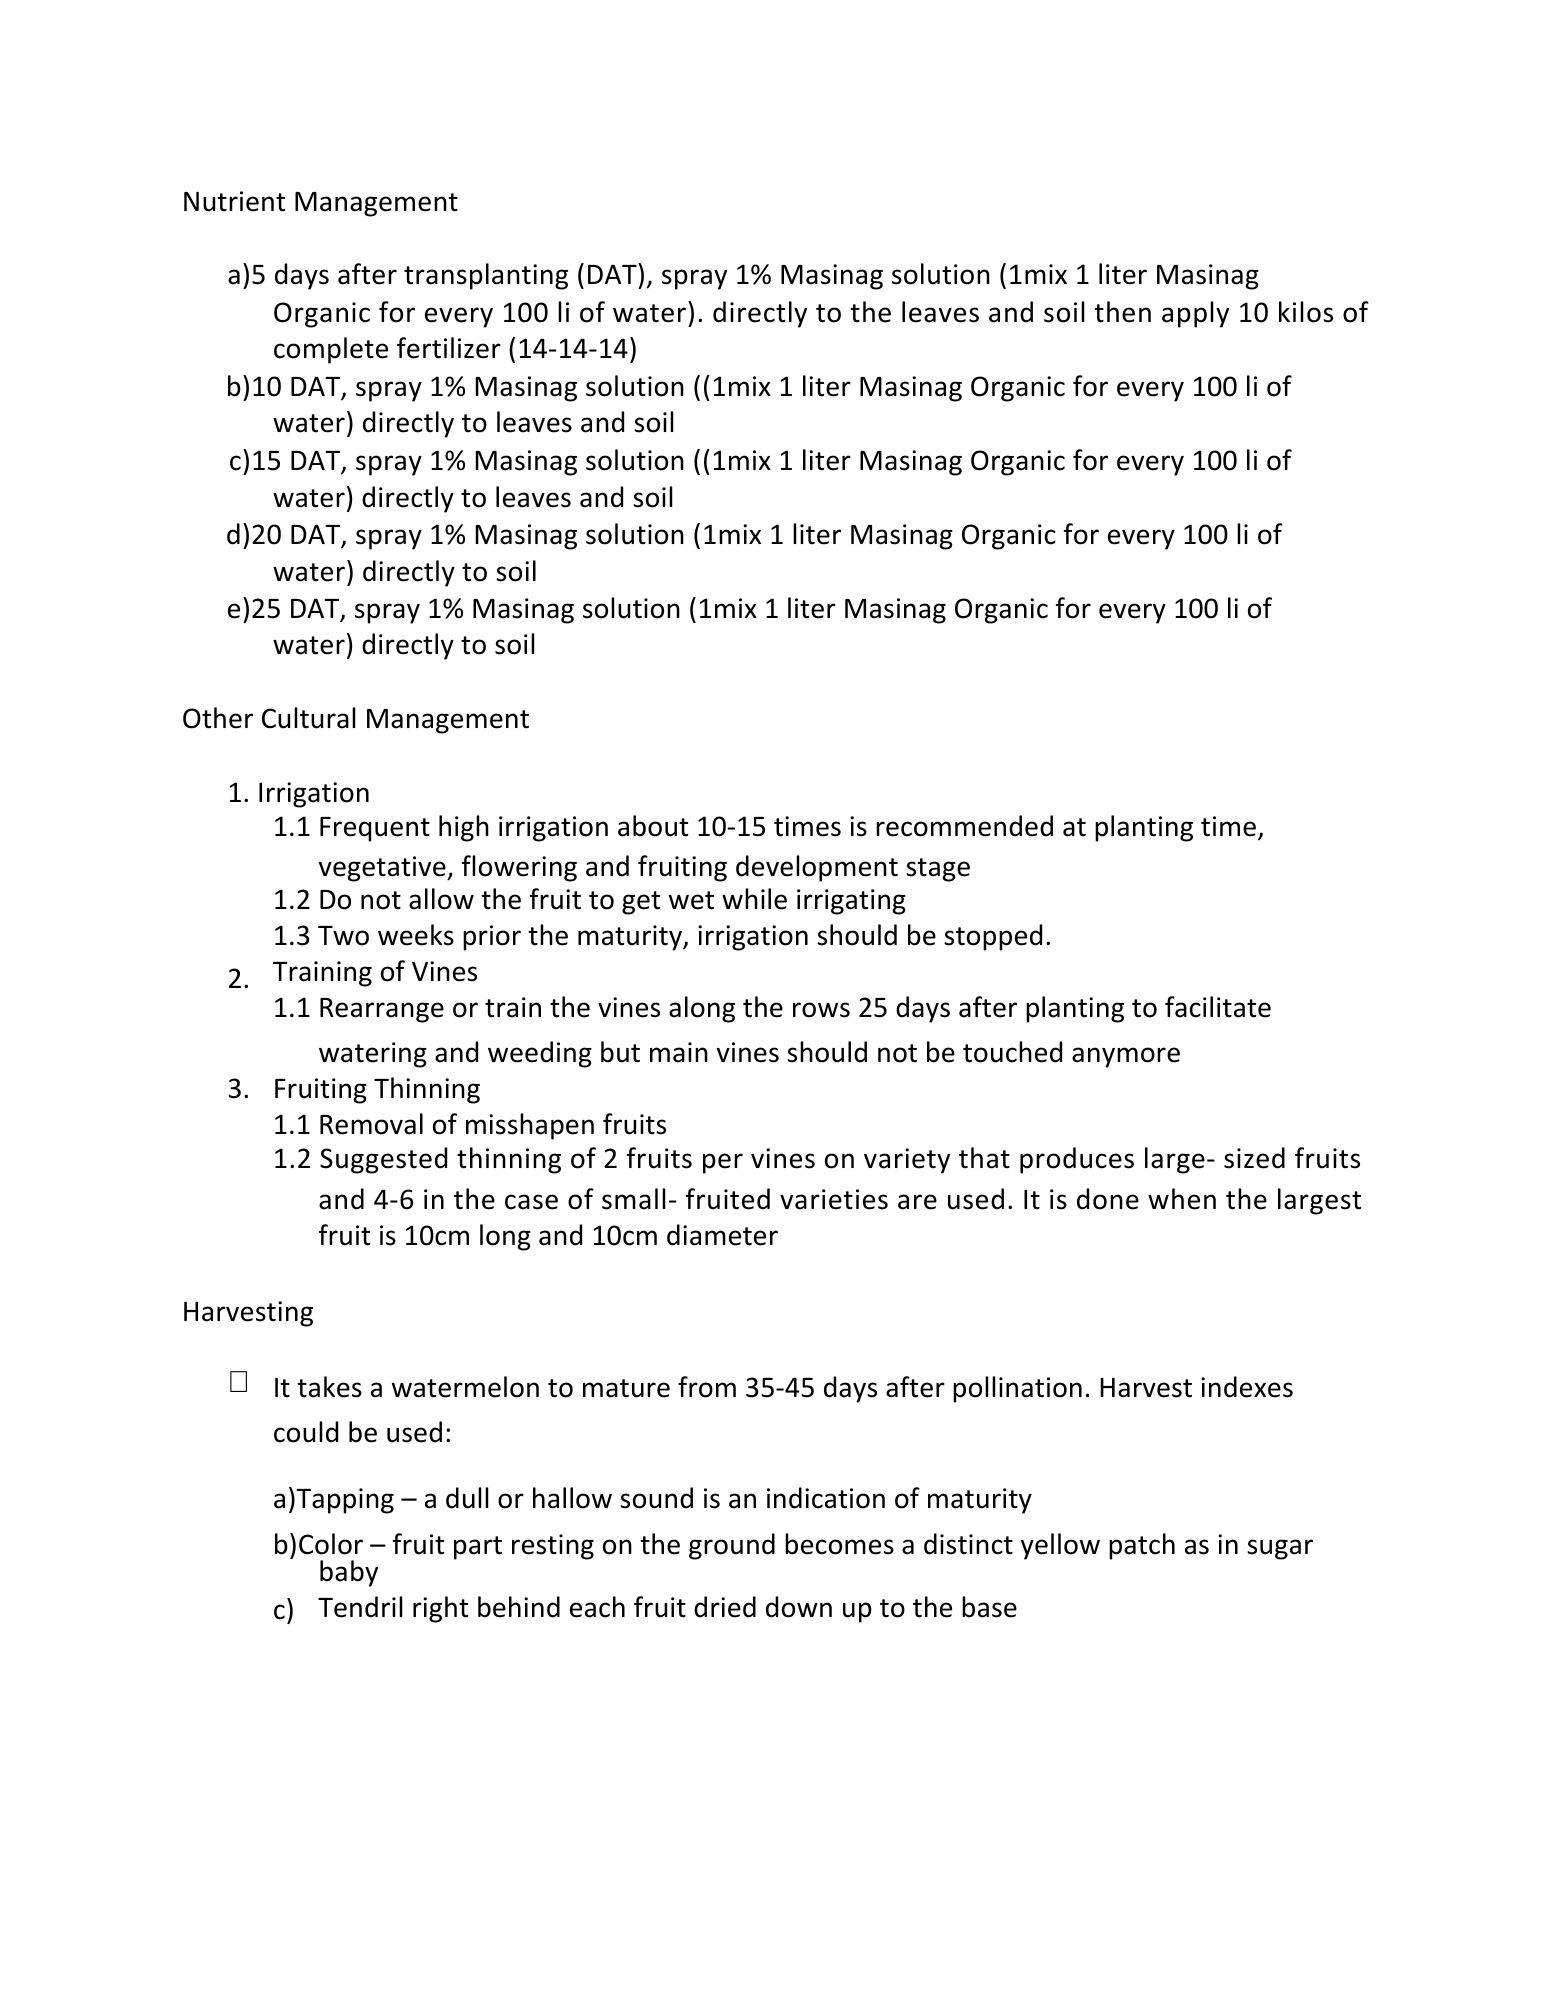 Nutrient Management
a)5 days after transplanting (DAT), spray 1% Masinag solution (1mix 1 liter Masinag
Organic for every 100 li of water). directly to the leaves and soil then apply 10 kilos of
complete fertilizer (14-14-14)
b)10 DAT, spray 1% Masinag solution ((1mix 1 liter Masinag Organic for every 100 li of
water) directly to leaves and soil
c)15 DAT, spray 1% Masinag solution ((1mix 1 liter Masinag Organic for every 100 li of
water) directly to leaves and soil
d)20 DAT, spray 1% Masinag solution (1mix 1 liter Masinag Organic for every 100 li of
water) directly to soil
e)25 DAT, spray 1% Masinag solution (1mix 1 liter Masinag Organic for every 100 li of
water) directly to soil
Other Cultural Management
1. Irrigation
1.1 Frequent high irrigation about 10-15 times is recommended at planting time,
vegetative, flowering and fruiting development stage
1.2 Do not allow the fruit to get wet while irrigating
1.3 Two weeks prior the maturity, irrigation should be stopped.
2. Training of Vines
1.1 Rearrange or train the vines along the rows 25 days after planting to facilitate
watering and weeding but main vines should not be touched anymore
3. Fruiting Thinning
1.1 Removal of misshapen fruits
1.2 Suggested thinning of 2 fruits per vines on variety that produces large- sized fruits
and 4-6 in the case of small- fruited varieties are used. It is done when the largest
fruit is 10cm long and 10cm diameter
Harvesting
It takes a watermelon to mature from 35-45 days after pollination. Harvest indexes
could be used:
a)Tapping – a dull or hallow sound is an indication of maturity
b)Color – fruit part resting on the ground becomes a distinct yellow patch as in sugar
baby
c) Tendril right behind each fruit dried down up to the base